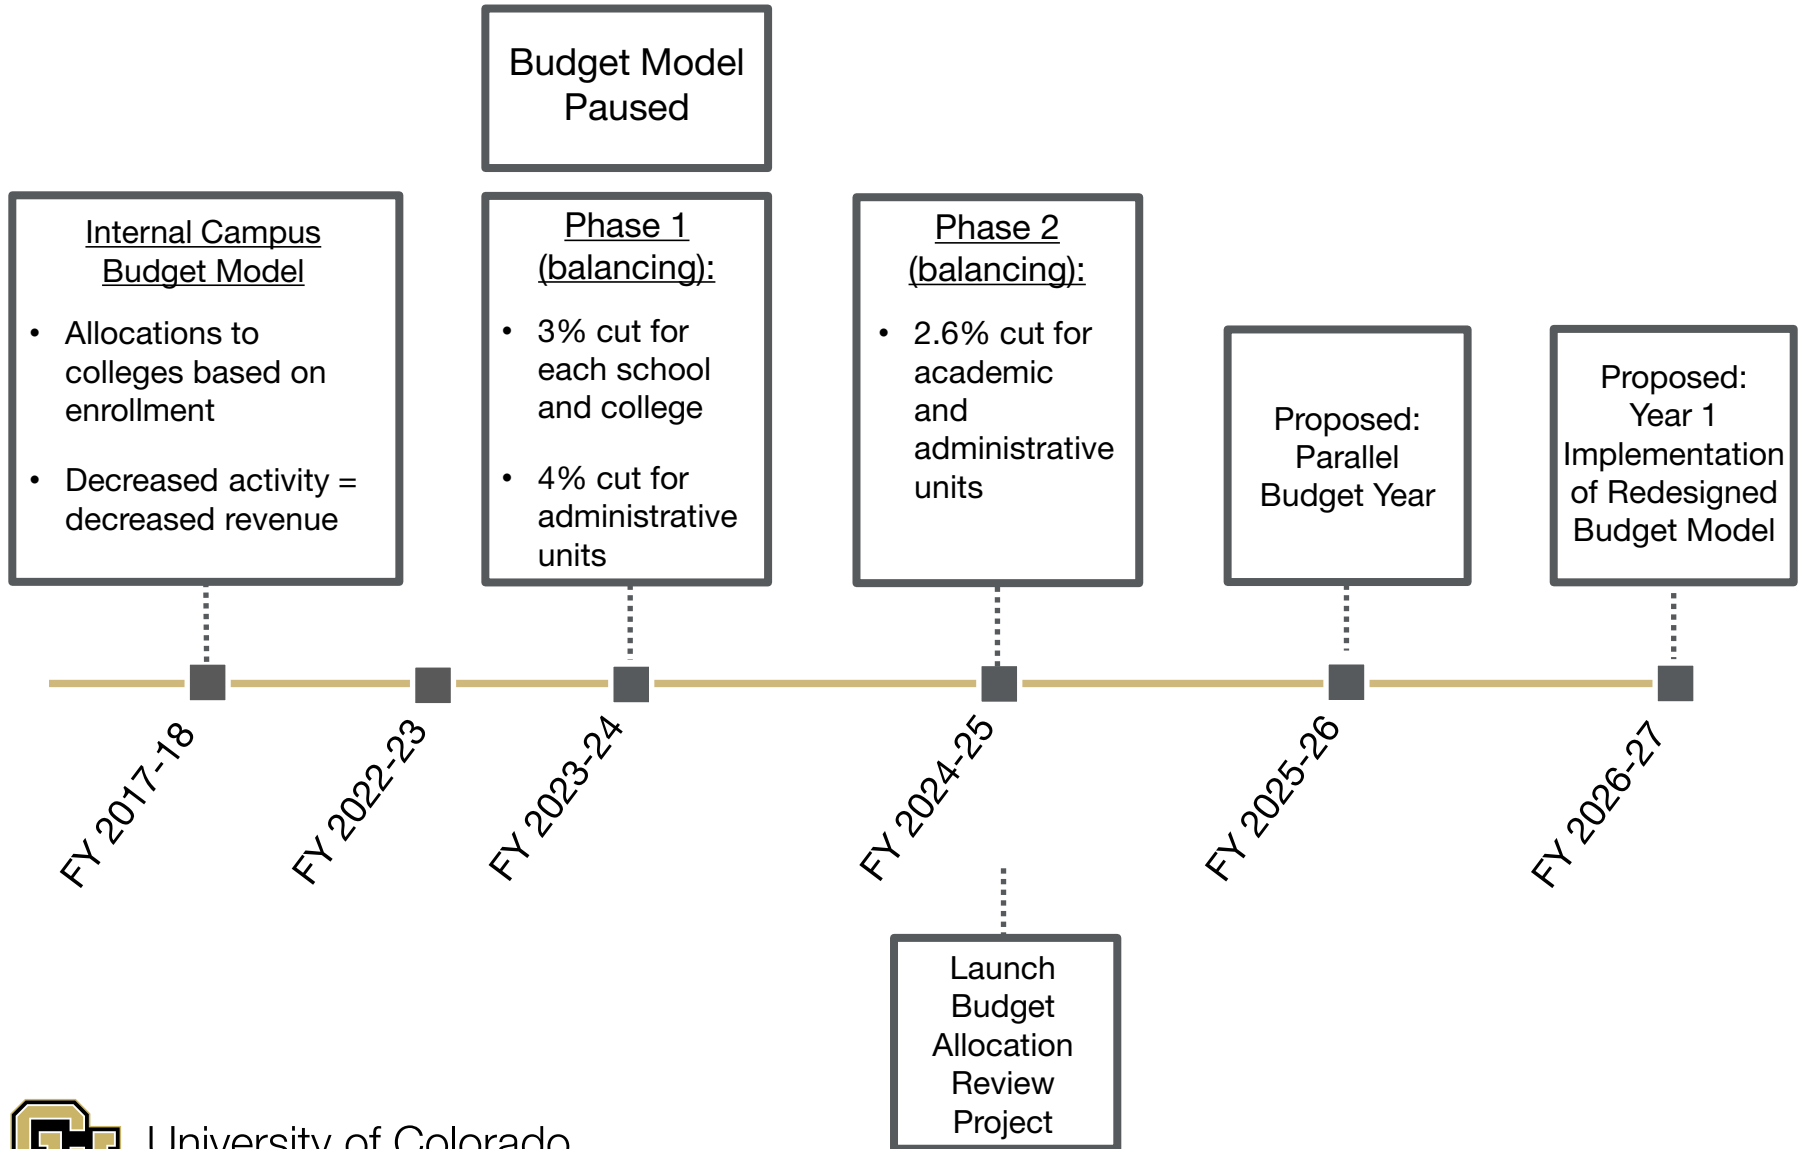 Budget Model
Paused
Internal Campus
Budget Model
• Allocations to
colleges based on
enrollment
• Decreased activity =
decreased revenue
Phase 1
(balancing):
• 3% cut for
each school
and college
• 4% cut for
administrative
units
Phase 2
(balancing):
• 2.6% cut for
academic
and
administrative
units
Proposed:
Parallel
Budget Year
Proposed:
Year 1
Implementation
of Redesigned
Budget Model
FY 2017-18
FY 2022-23
FY 2023-24
FY 2024-25
FY 2025-26
FY 2026-27
Launch
Budget
Allocation
Review
Project
CU
University of Colorado